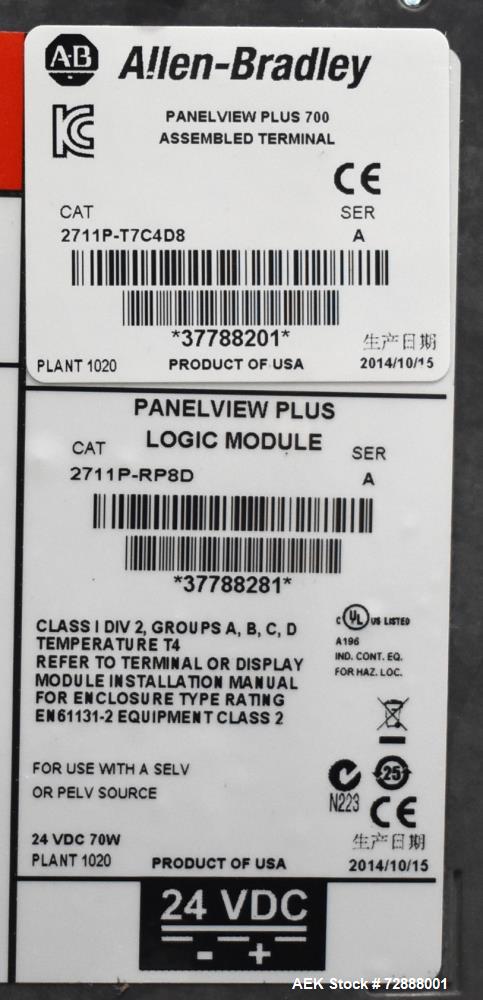 A·B Allen-Bradley
PANELVIEW PLUS 700
ASSEMBLED TERMINAL
CE
CAT SER
2711P-T7C4D8 A
*37788201*
生产日期
PLANT 1020 PRODUCT OF USA 2014/10/15
PANELVIEW PLUS
LOGIC MODULE
CAT SER
2711P-RP8D A
*37788281*
CLASS I DIV 2, GROUPS A, B, C, D
TEMPERATURE T4
REFER TO TERMINAL OR DISPLAY
MODULE INSTALLATION MANUAL
FOR ENCLOSURE TYPE RATING
EN61131-2 EQUIPMENT CLASS 2
c UL US LISTED
A196
IND. CONT. EQ.
FOR HAZ. LOC.
FOR USE WITH A SELV
OR PELV SOURCE
25
N223 CE
24 VDC 70W
生产日期
PLANT 1020 PRODUCT OF USA 2014/10/15
24 VDC
- +
AEK Stock # 72888001